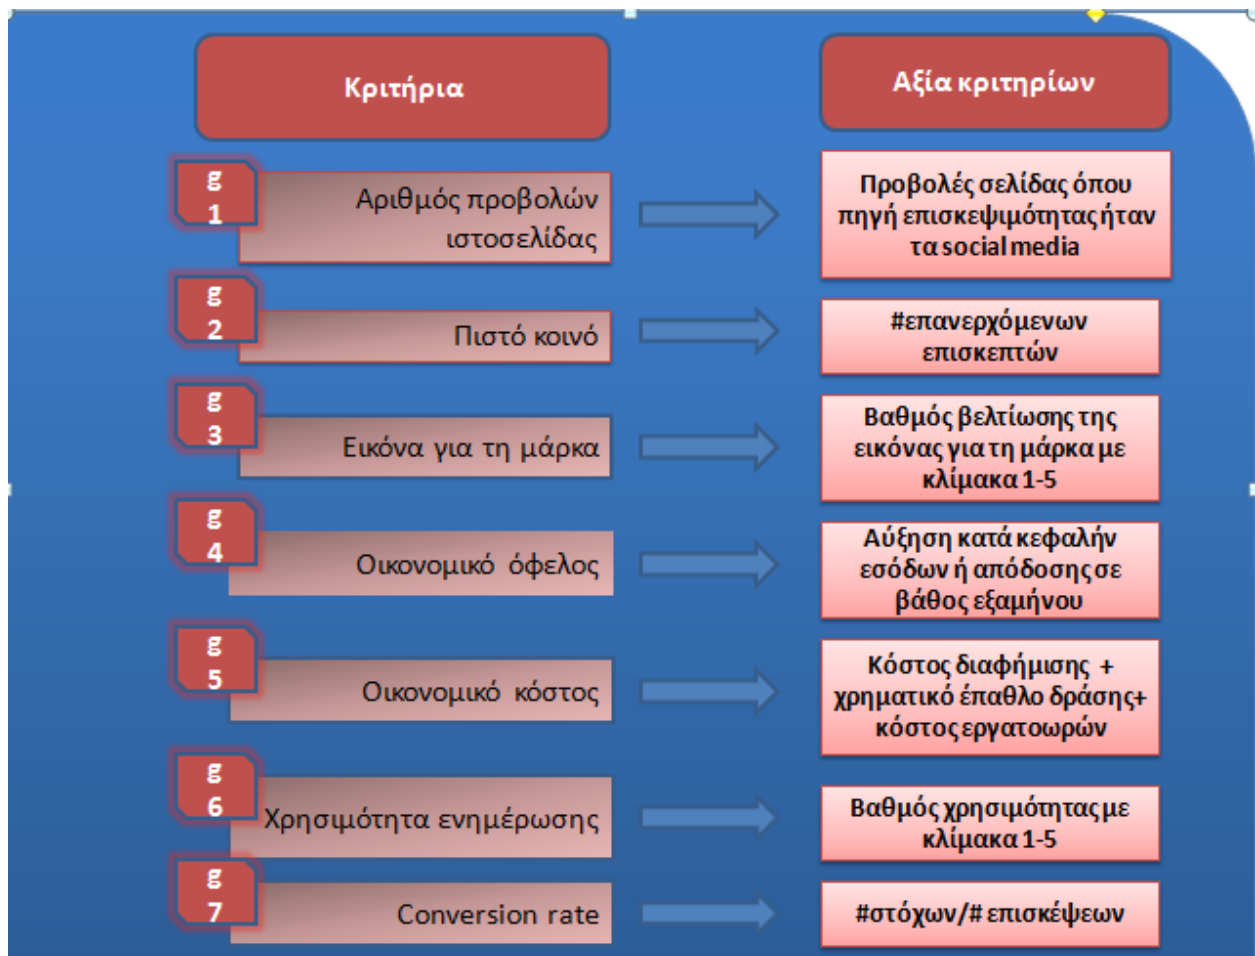 Κριτήρια
Αξία κριτηρίων
g
1
Αριθμός προβολών
ιστοσελίδας
Προβολές σελίδας όπου
πηγή επισκεψιμότητας ήταν
τα social media
g
2
Πιστό κοινό
#επανερχόμενων
επισκεπτών
g
3
Εικόνα για τη μάρκα
Βαθμός βελτίωσης της
εικόνας για τη μάρκα με
κλίμακα 1-5
g
4
Οικονομικό όφελος
Αύξηση κατά κεφαλήν
εσόδων ή απόδοσης σε
βάθος εξαμήνου
g
5
Οικονομικό κόστος
Κόστος διαφήμισης +
χρηματικό έπαθλο δράσης+
κόστος εργατοωρών
g
6
Χρησιμότητα ενημέρωσης
Βαθμός χρησιμότητας με
κλίμακα 1-5
g
7
Conversion rate
#στόχων/# επισκέψεων